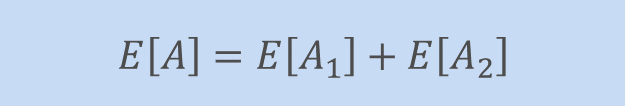 E[A] = E[A₁] + E[A₂]